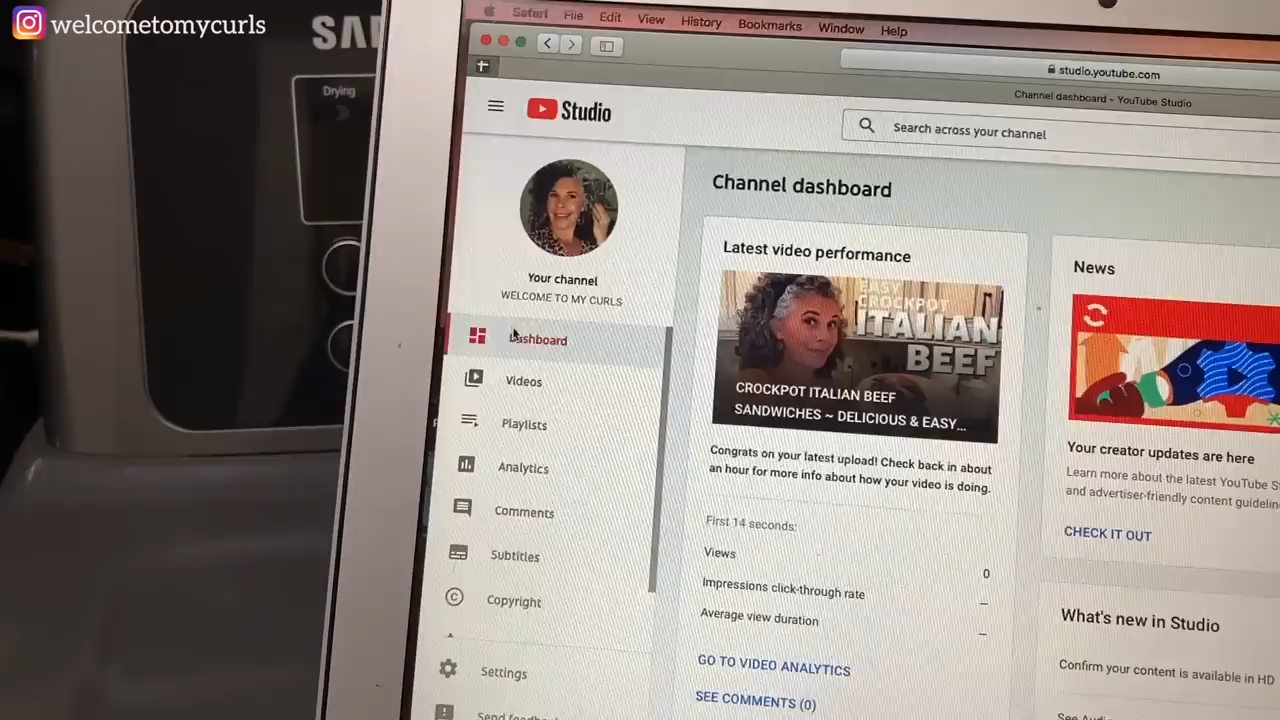 welcometomycurls
Safari File Edit View History Bookmarks Window Help
Drying
studio.youtube.com
Channel dashboard - YouTube Studio
Studio
Search across your channel
Channel dashboard
Your channel
WELCOME TO MY CURLS
Dashboard
Videos
Playlists
Analytics
Comments
Subtitles
Copyright
Settings
Latest video performance
EASY
CROCKPOT
ITALIAN
BEEF
CROCKPOT ITALIAN BEEF
SANDWICHES ~ DELICIOUS & EASY...
Congrats on your latest upload! Check back in about
an hour for more info about how your video is doing.
First 14 seconds:
Views
0
Impressions click-through rate
–
Average view duration
–
GO TO VIDEO ANALYTICS
SEE COMMENTS (0)
News
Your creator updates are here
Learn more about the latest YouTube
and advertiser-friendly content
CHECK IT OUT
What's new in Studio
Confirm your content is available in HD